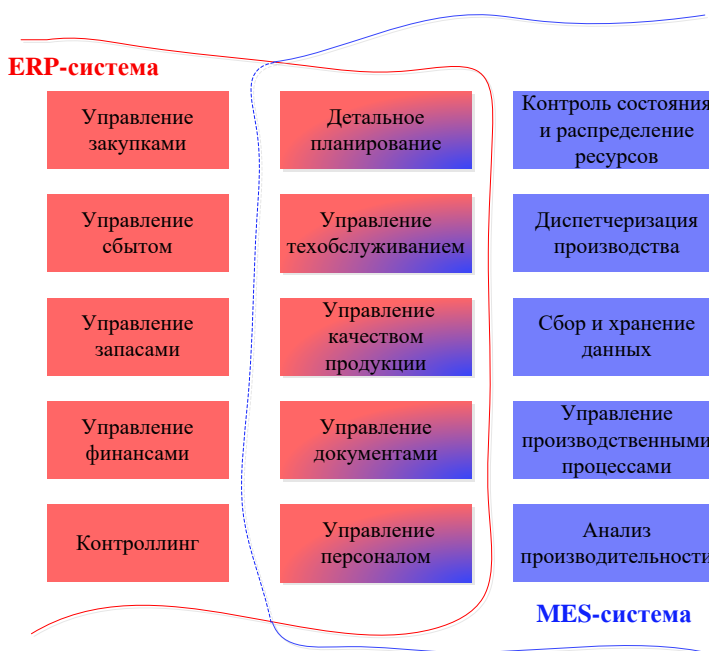 ERP-система
Управление
закупками
Детальное
планирование
Контроль состояния
и распределение
ресурсов
Управление
сбытом
Управление
техобслуживанием
Диспетчеризация
производства
Управление
запасами
Управление
качеством
продукции
Сбор и хранение
данных
Управление
финансами
Управление
документами
Управление
производственными
процессами
Контроллинг
Управление
персоналом
Анализ
производительности
MES-система